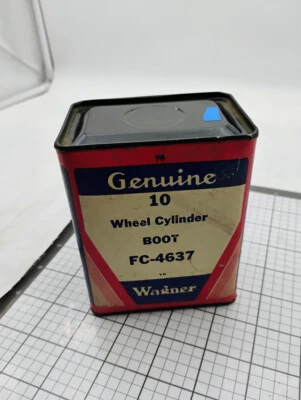 Genuine
10
Wheel Cylinder
BOOT
FC-4637
Wagner